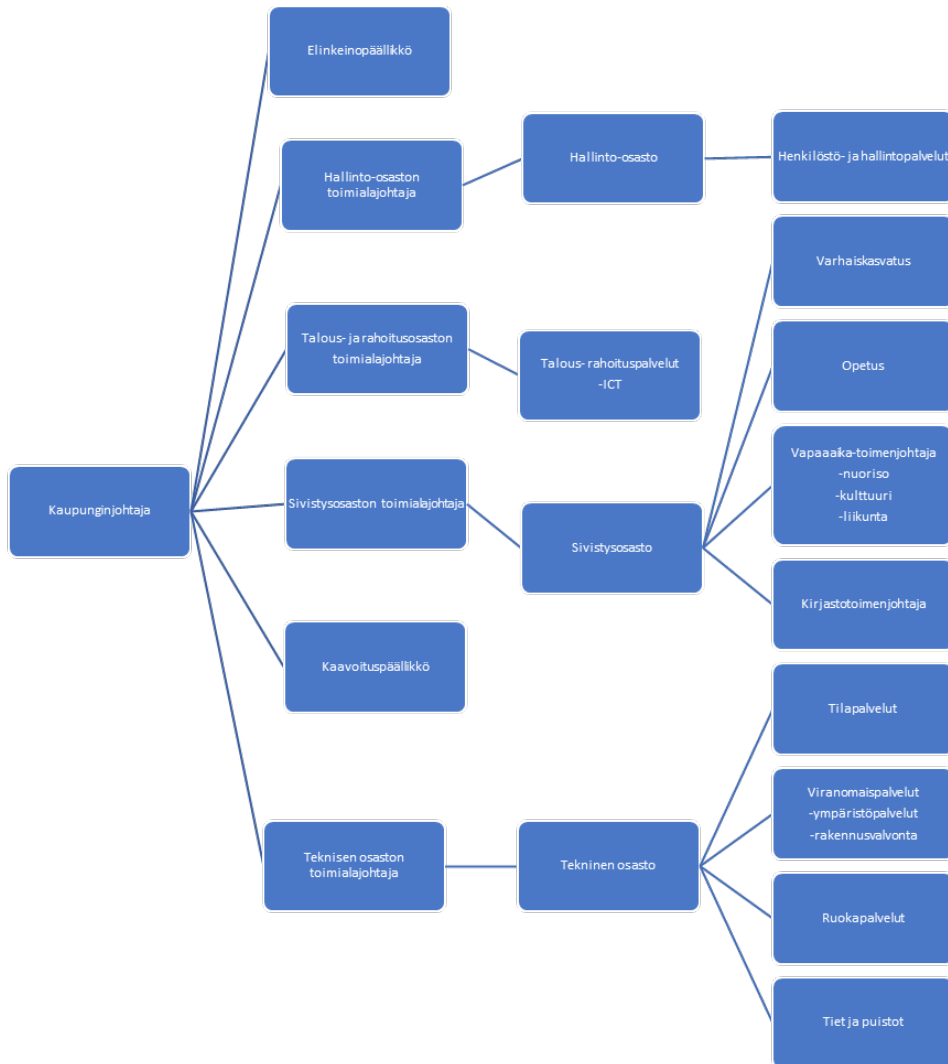 Elinkeinopäällikkö
Hallinto-osaston
toimialajohtaja
Hallinto-osasto
Henkilöstö- ja hallintopalvelut
Varhaiskasvatus
Talous- ja rahoitusosaston
toimialajohtaja
Talous- rahoituspalvelut
-ICT
Opetus
Vapaaaika-toimenjohtaja
-nuoriso
-kulttuuri
-liikunta
Kaupunginjohtaja
Sivistysosaston toimialajohtaja
Sivistysosasto
Kirjastotoimenjohtaja
Kaavoituspäällikkö
Tilapalvelut
Viranomaispalvelut
-ympäristöpalvelut
-rakennusvalvonta
Teknisen osaston
toimialajohtaja
Tekninen osasto
Ruokapalvelut
Tiet ja puistot